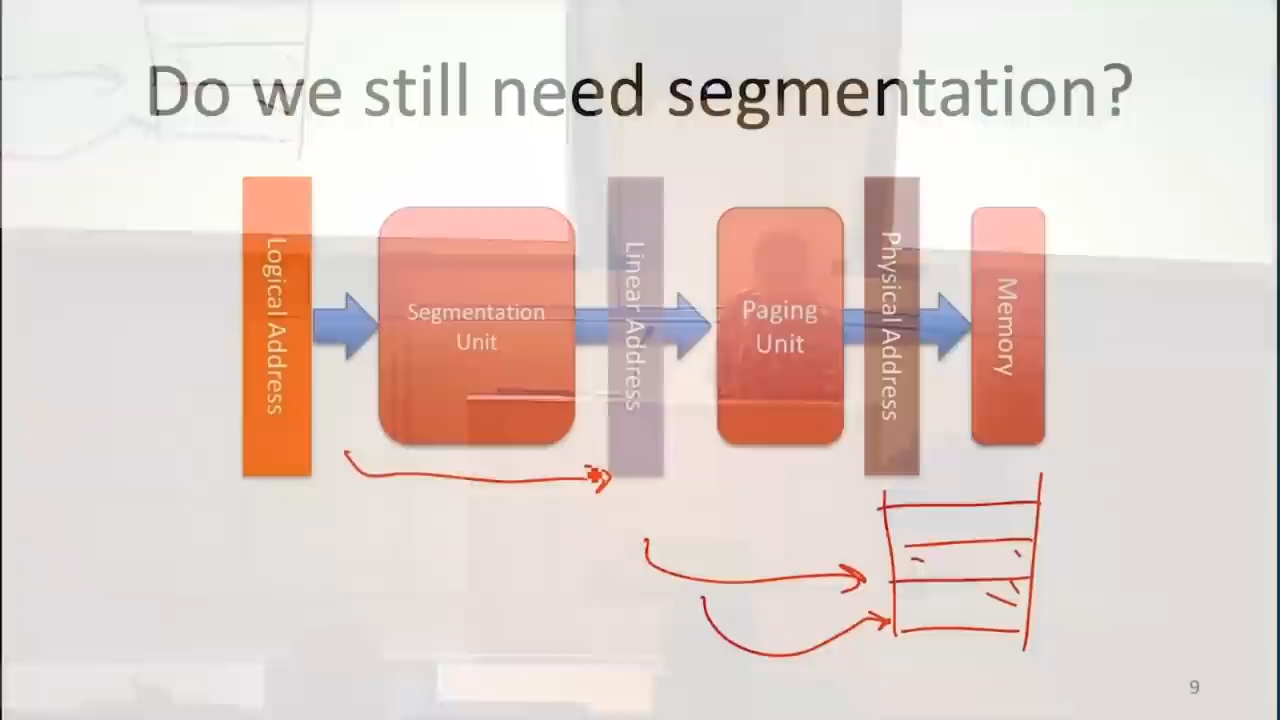 Do we still need segmentation?
Logical Address
Segmentation
Unit
Linear Address
Paging
Unit
Physical Address
Memory
9